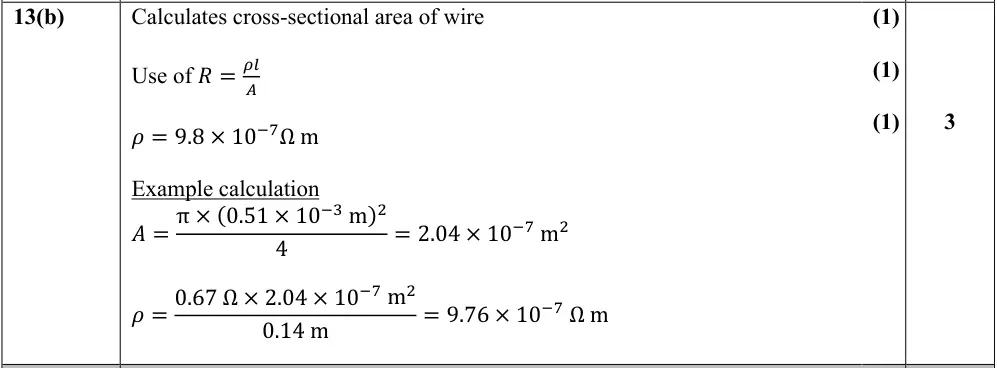 13(b) Calculates cross-sectional area of wire (1)
Use of 𝑅 = 𝜌𝑙/𝐴 (1)
𝜌 = 9.8 × 10⁻⁷Ω m (1) 3
Example calculation
𝐴 = π × (0.51 × 10⁻³ m)²/4 = 2.04 × 10⁻⁷ m²
𝜌 = 0.67 Ω × 2.04 × 10⁻⁷ m²/0.14 m = 9.76 × 10⁻⁷ Ω m